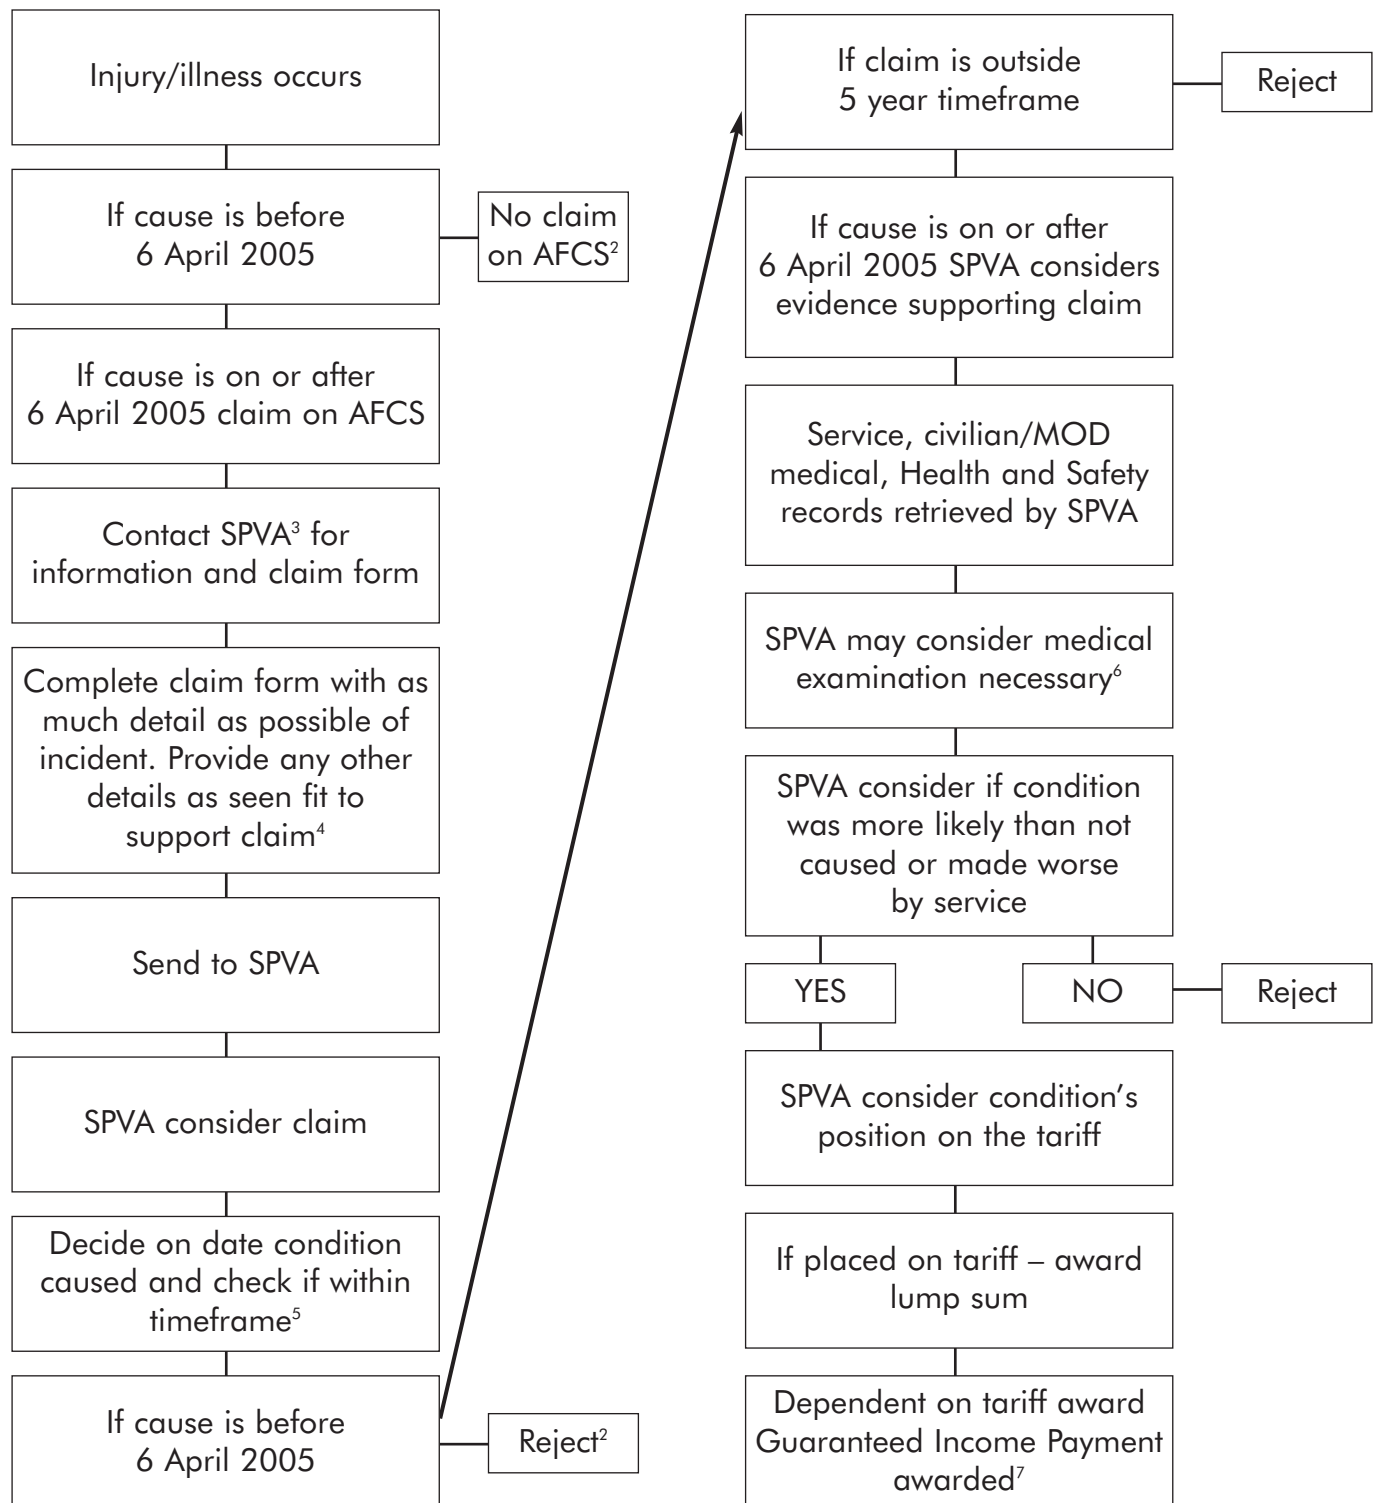 Injury/illness occurs
If cause is before
6 April 2005
No claim
on AFCS²
If cause is on or after
6 April 2005 claim on AFCS
Contact SPVA³ for
information and claim form
Complete claim form with as
much detail as possible of
incident. Provide any other
details as seen fit to
support claim⁴
Send to SPVA
SPVA consider claim
Decide on date condition
caused and check if within
timeframe⁵
If cause is before
6 April 2005
Reject²
If claim is outside
5 year timeframe
Reject
If cause is on or after
6 April 2005 SPVA considers
evidence supporting claim
Service, civilian/MOD
medical, Health and Safety
records retrieved by SPVA
SPVA may consider medical
examination necessary⁶
SPVA consider if condition
was more likely than not
caused or made worse
by service
YES
NO
Reject
SPVA consider condition’s
position on the tariff
If placed on tariff – award
lump sum
Dependent on tariff award
Guaranteed Income Payment
awarded⁷